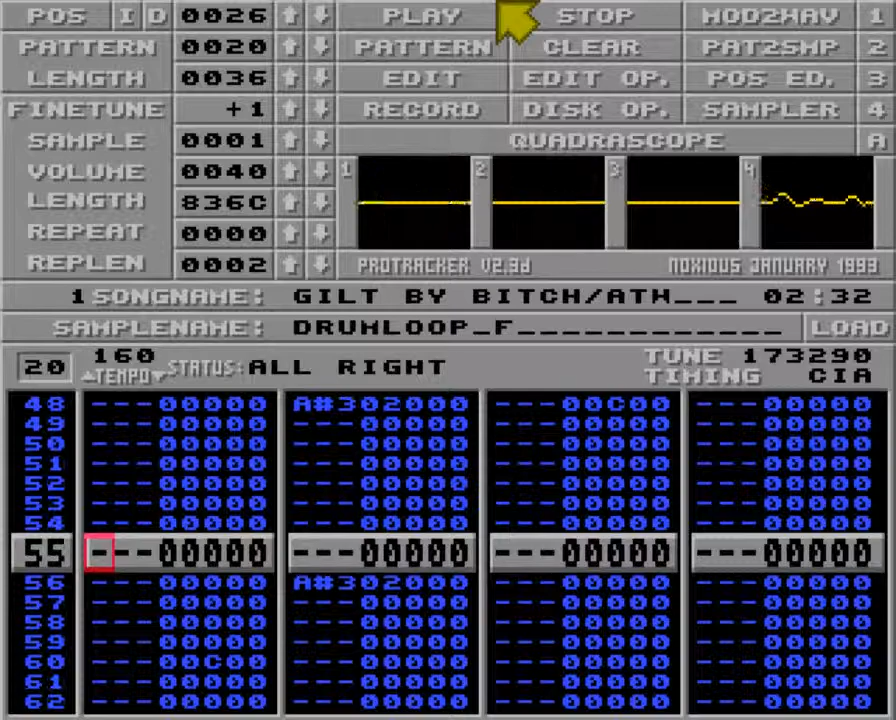 POS I D 0026 PLAY STOP MOD2WAV 1
PATTERN 0020 PATTERN CLEAR PAT2SMP 2
LENGTH 0036 EDIT EDIT OP. POS ED. 3
FINETUNE +1 RECORD DISK OP. SAMPLER 4
SAMPLE 0001 QUADRASCOPE A
VOLUME 0040 1 2 3 4
LENGTH 836C
REPEAT 0000
REPLEN 0002 PROTRACKER V2.3d NOXIOUS JANUARY 1993
1 SONGNAME: GILT BY BITCH/ATH___ 02:32
SAMPLENAME: DRUMLOOP_F____________ LOAD
20 160 TEMPO STATUS: ALL RIGHT TUNE 173290
TIMING CIA
48 ---00000 A#302000 ---00C00 ---00000
49 ---00000 ---00000 ---00000 ---00000
50 ---00000 ---00000 ---00000 ---00000
51 ---00000 ---00000 ---00000 ---00000
52 ---00000 ---00000 ---00000 ---00000
53 ---00000 ---00000 ---00000 ---00000
54 ---00000 ---00000 ---00000 ---00000
55 ---00000 ---00000 ---00000 ---00000
56 ---00000 A#302000 ---00000 ---00000
57 ---00000 ---00000 ---00000 ---00000
58 ---00000 ---00000 ---00000 ---00000
59 ---00000 ---00000 ---00000 ---00000
60 ---00C00 ---00000 ---00000 ---00000
61 ---00000 ---00000 ---00000 ---00000
62 ---00000 ---00000 ---00000 ---00000